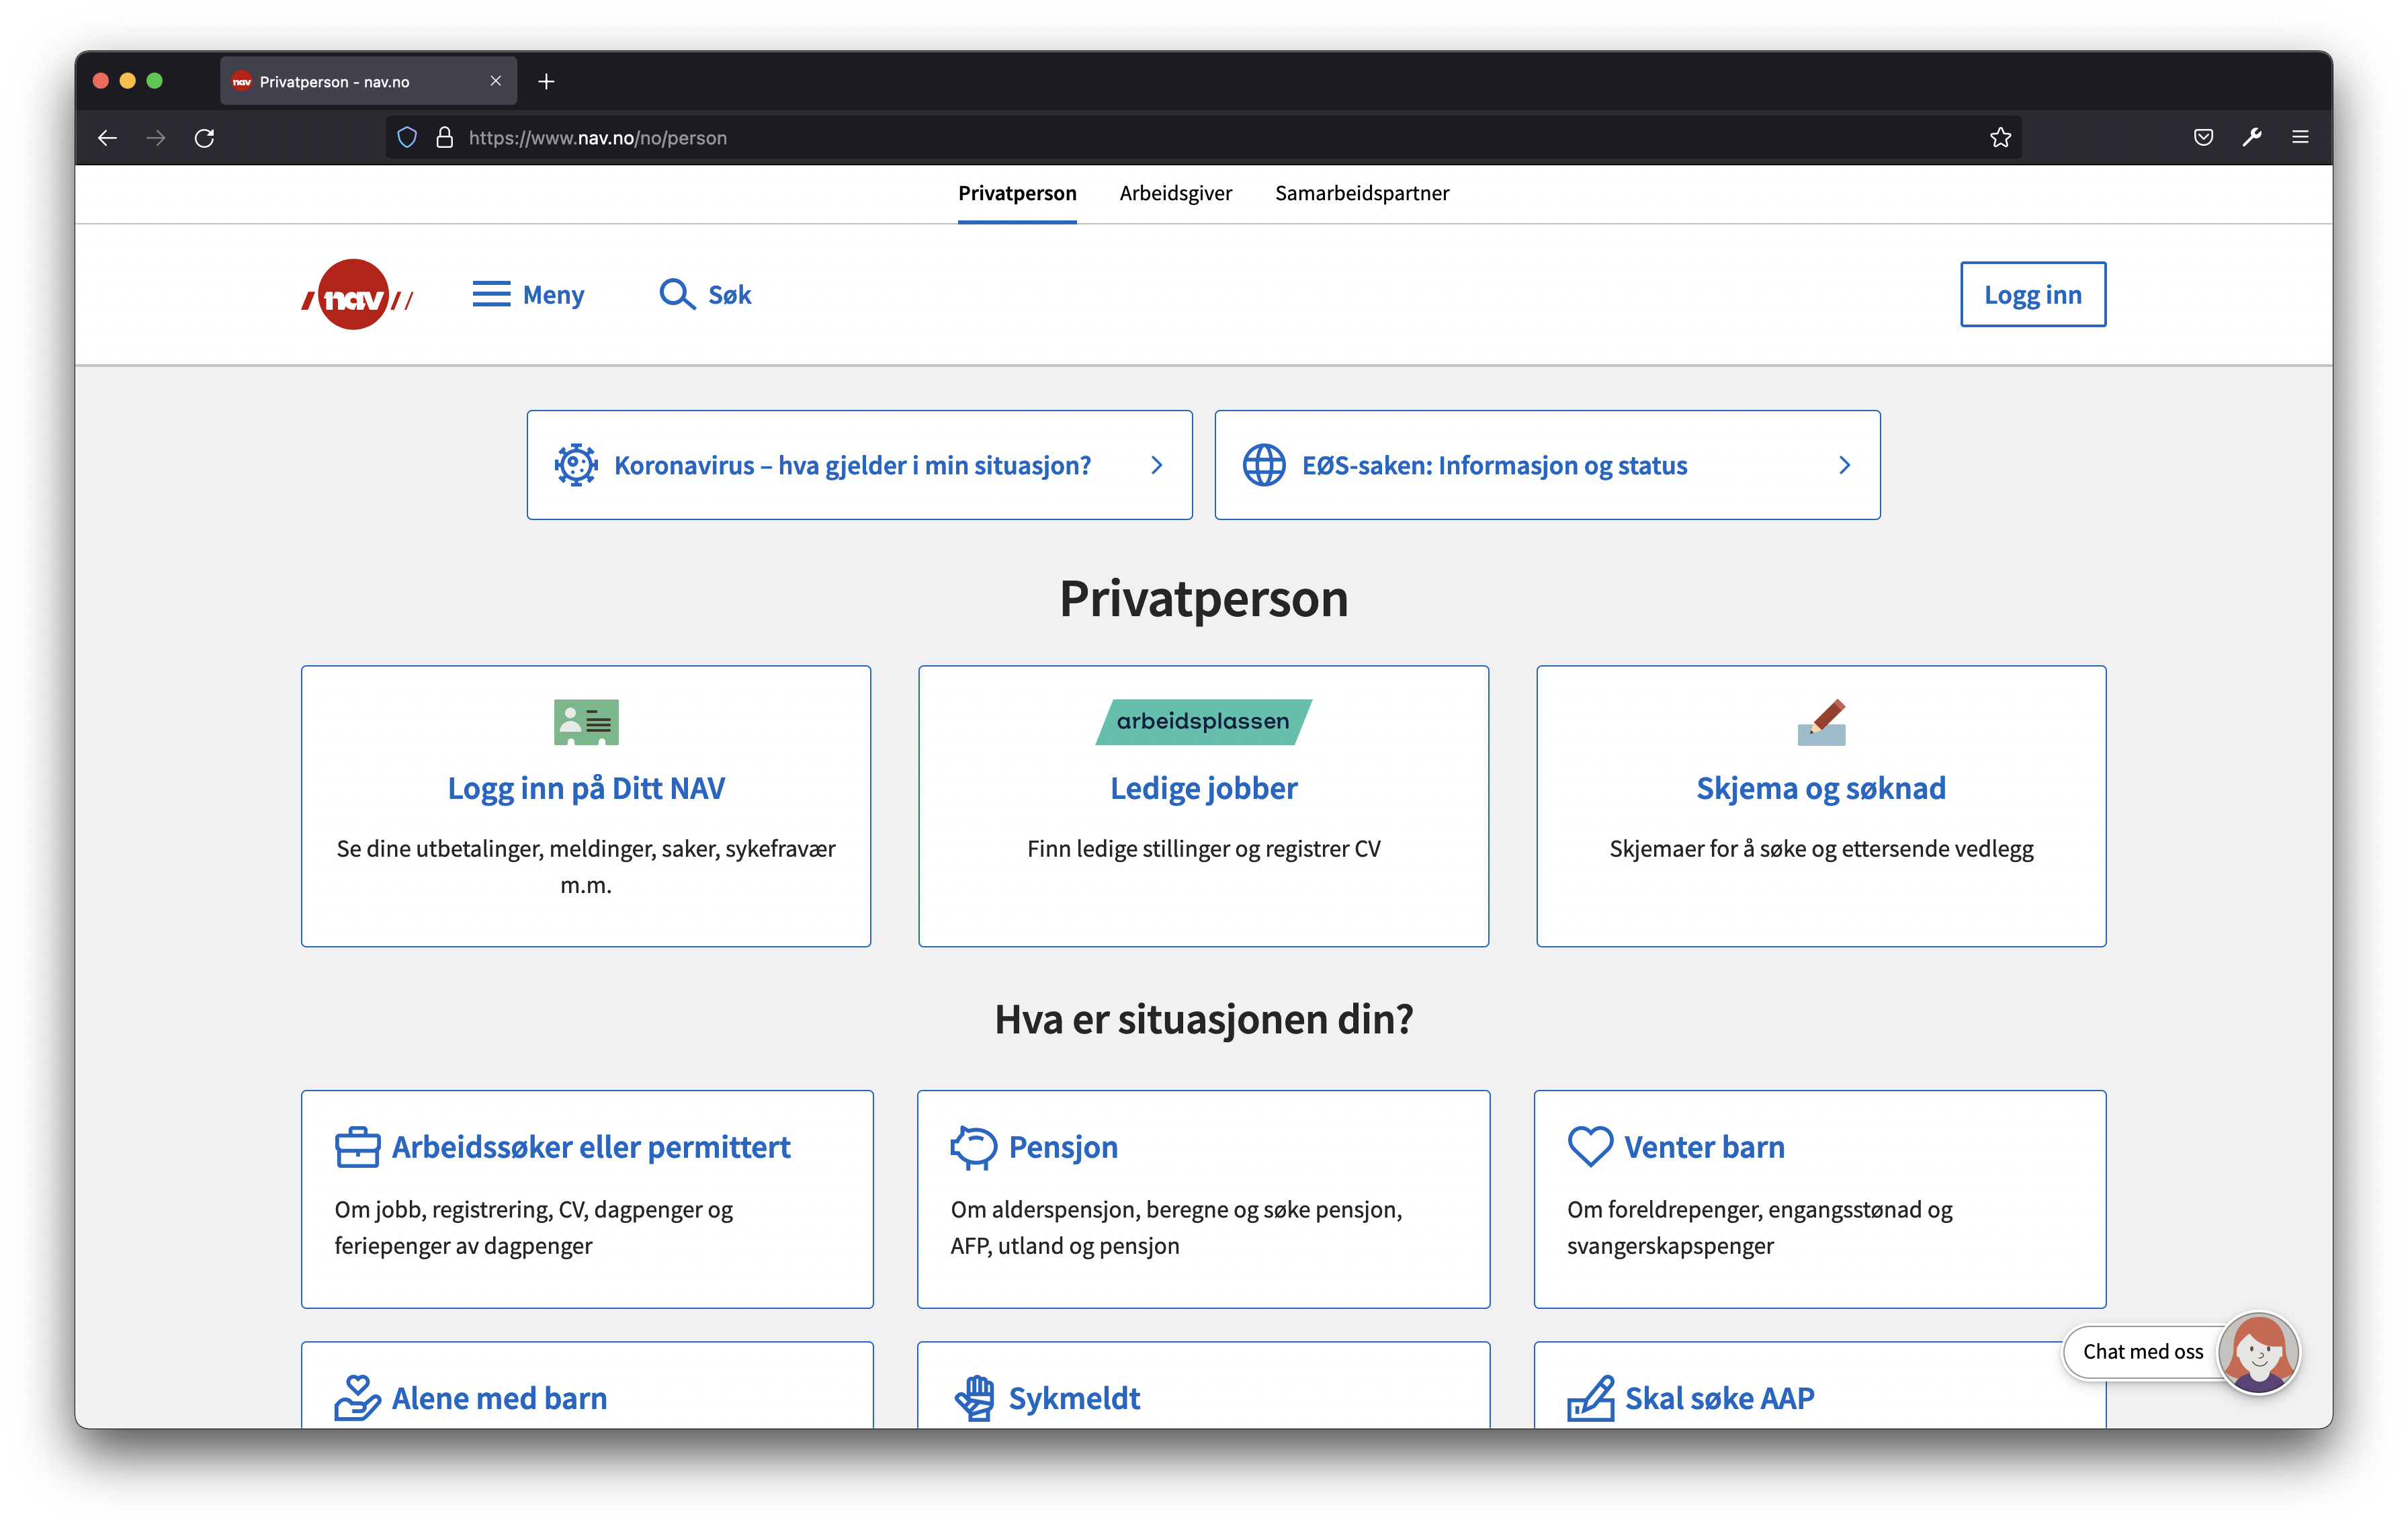 Privatperson - nav.no
https://www.nav.no/no/person
Privatperson
Arbeidsgiver
Samarbeidspartner
nav
Meny
Søk
Logg inn
Koronavirus – hva gjelder i min situasjon?
EØS-saken: Informasjon og status
Privatperson
Logg inn på Ditt NAV
Se dine utbetalinger, meldinger, saker, sykefravær
m.m.
arbeidsplassen
Ledige jobber
Finn ledige stillinger og registrer CV
Skjema og søknad
Skjemaer for å søke og ettersende vedlegg
Hva er situasjonen din?
Arbeidssøker eller permittert
Om jobb, registrering, CV, dagpenger og
feriepenger av dagpenger
Pensjon
Om alderspensjon, beregne og søke pensjon,
AFP, utland og pensjon
Venter barn
Om foreldrepenger, engangsstønad og
svangerskapspenger
Alene med barn
Sykmeldt
Skal søke AAP
Chat med oss